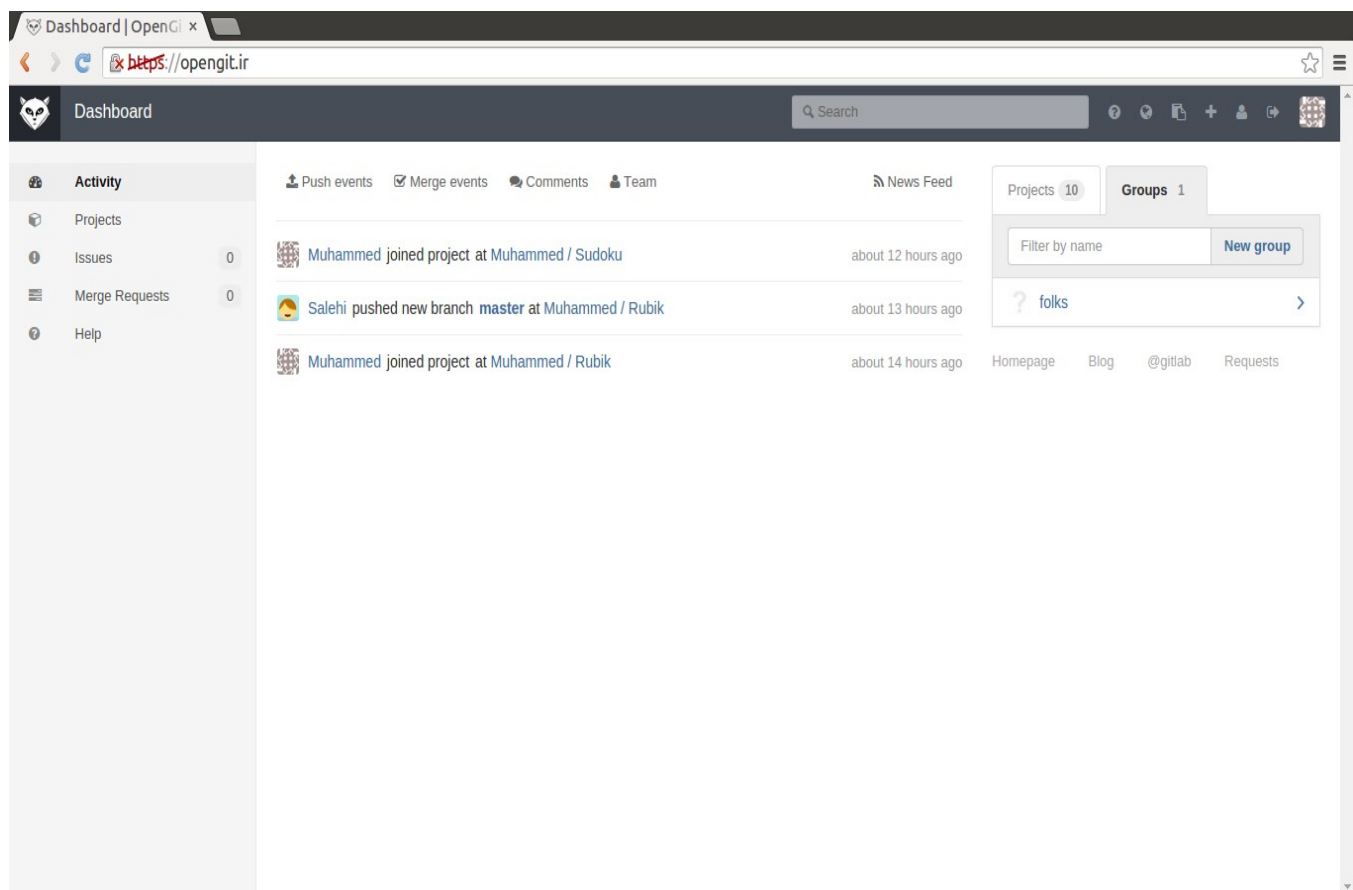 Dashboard | OpenGi
https://opengit.ir
Dashboard
Search
Activity
Projects
Issues 0
Merge Requests 0
Help
Push events Merge events Comments Team News Feed
Muhammed joined project at Muhammed / Sudoku about 12 hours ago
Salehi pushed new branch master at Muhammed / Rubik about 13 hours ago
Muhammed joined project at Muhammed / Rubik about 14 hours ago
Projects 10 Groups 1
Filter by name New group
folks
Homepage Blog @gitlab Requests